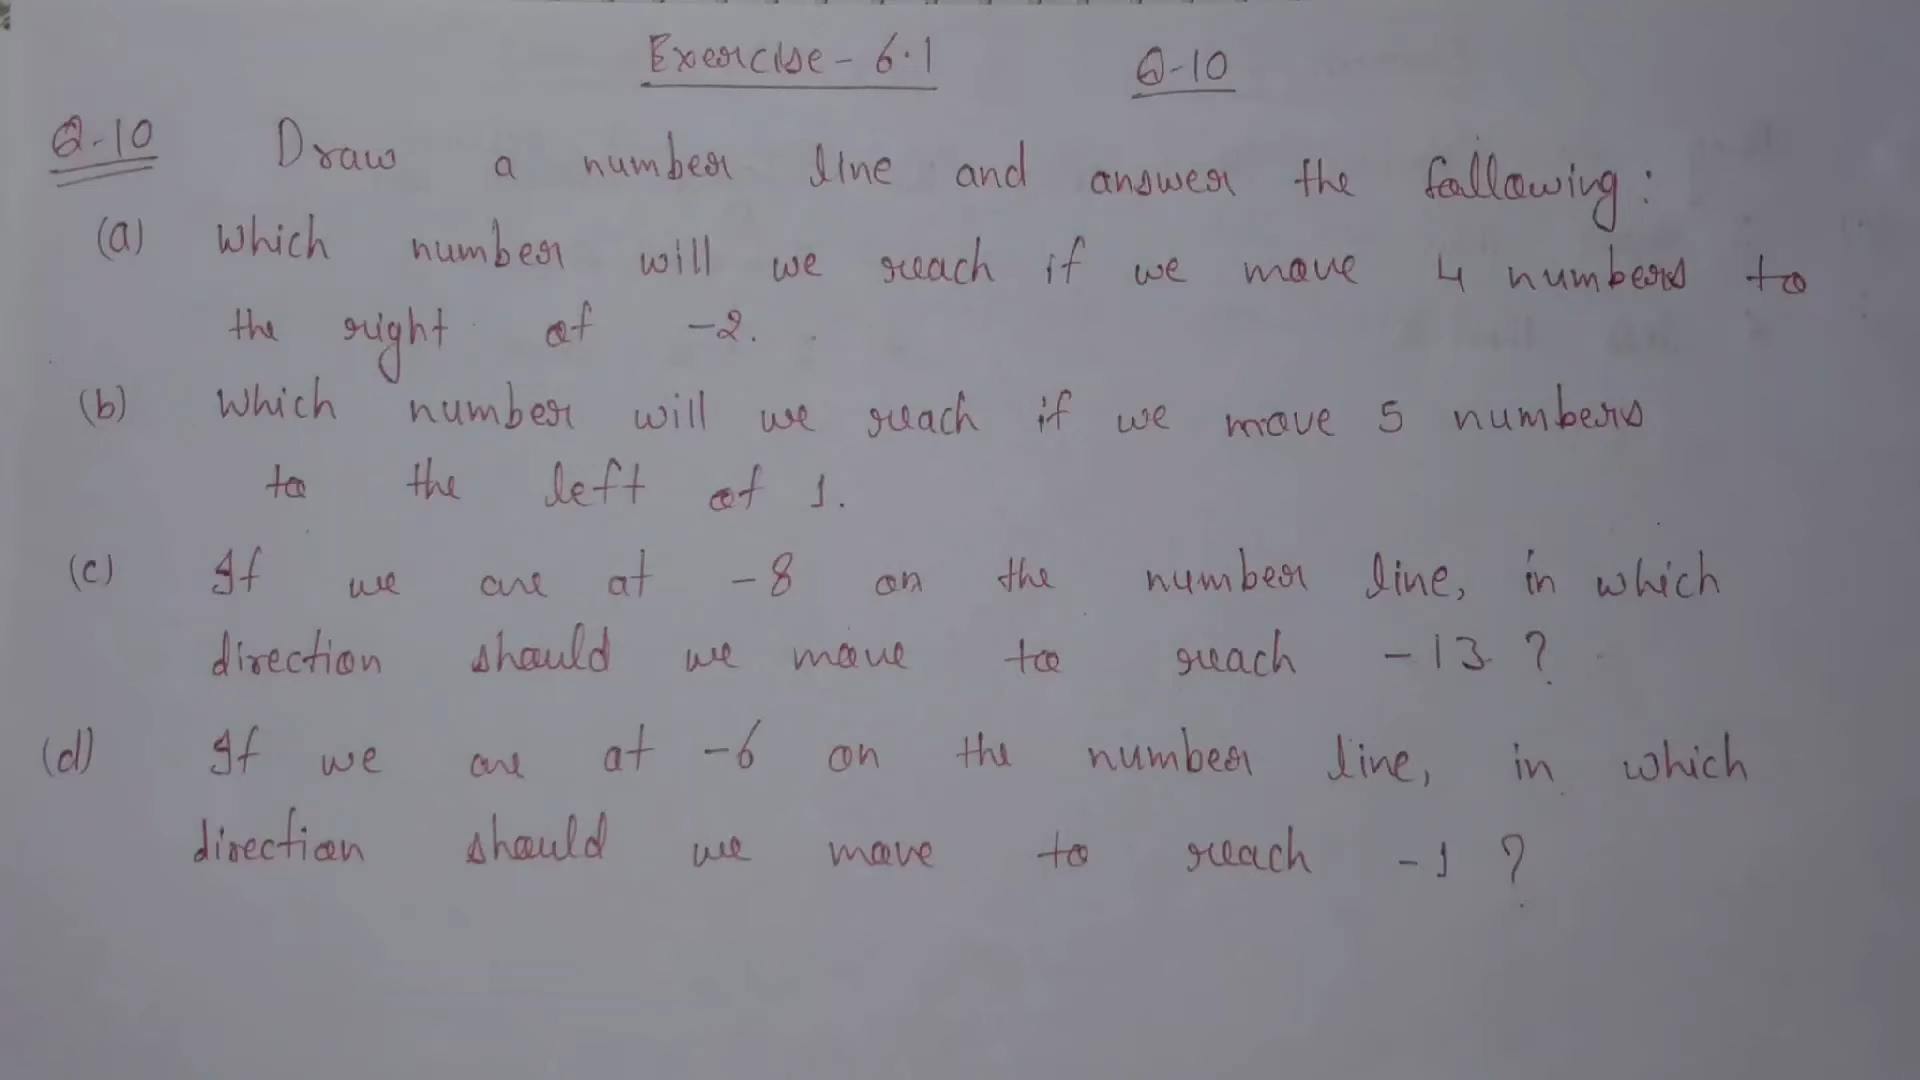 Exercise - 6.1 Q-10
Q-10 Draw a number line and answer the following:
(a) which number will we reach if we move 4 numbers to
the right of -2.
(b) which number will we reach if we move 5 numbers
to the left of 1.
(c) If we are at -8 on the number line, in which
direction should we move to reach -13 ?
(d) If we are at -6 on the number line, in which
direction should we move to reach -1 ?